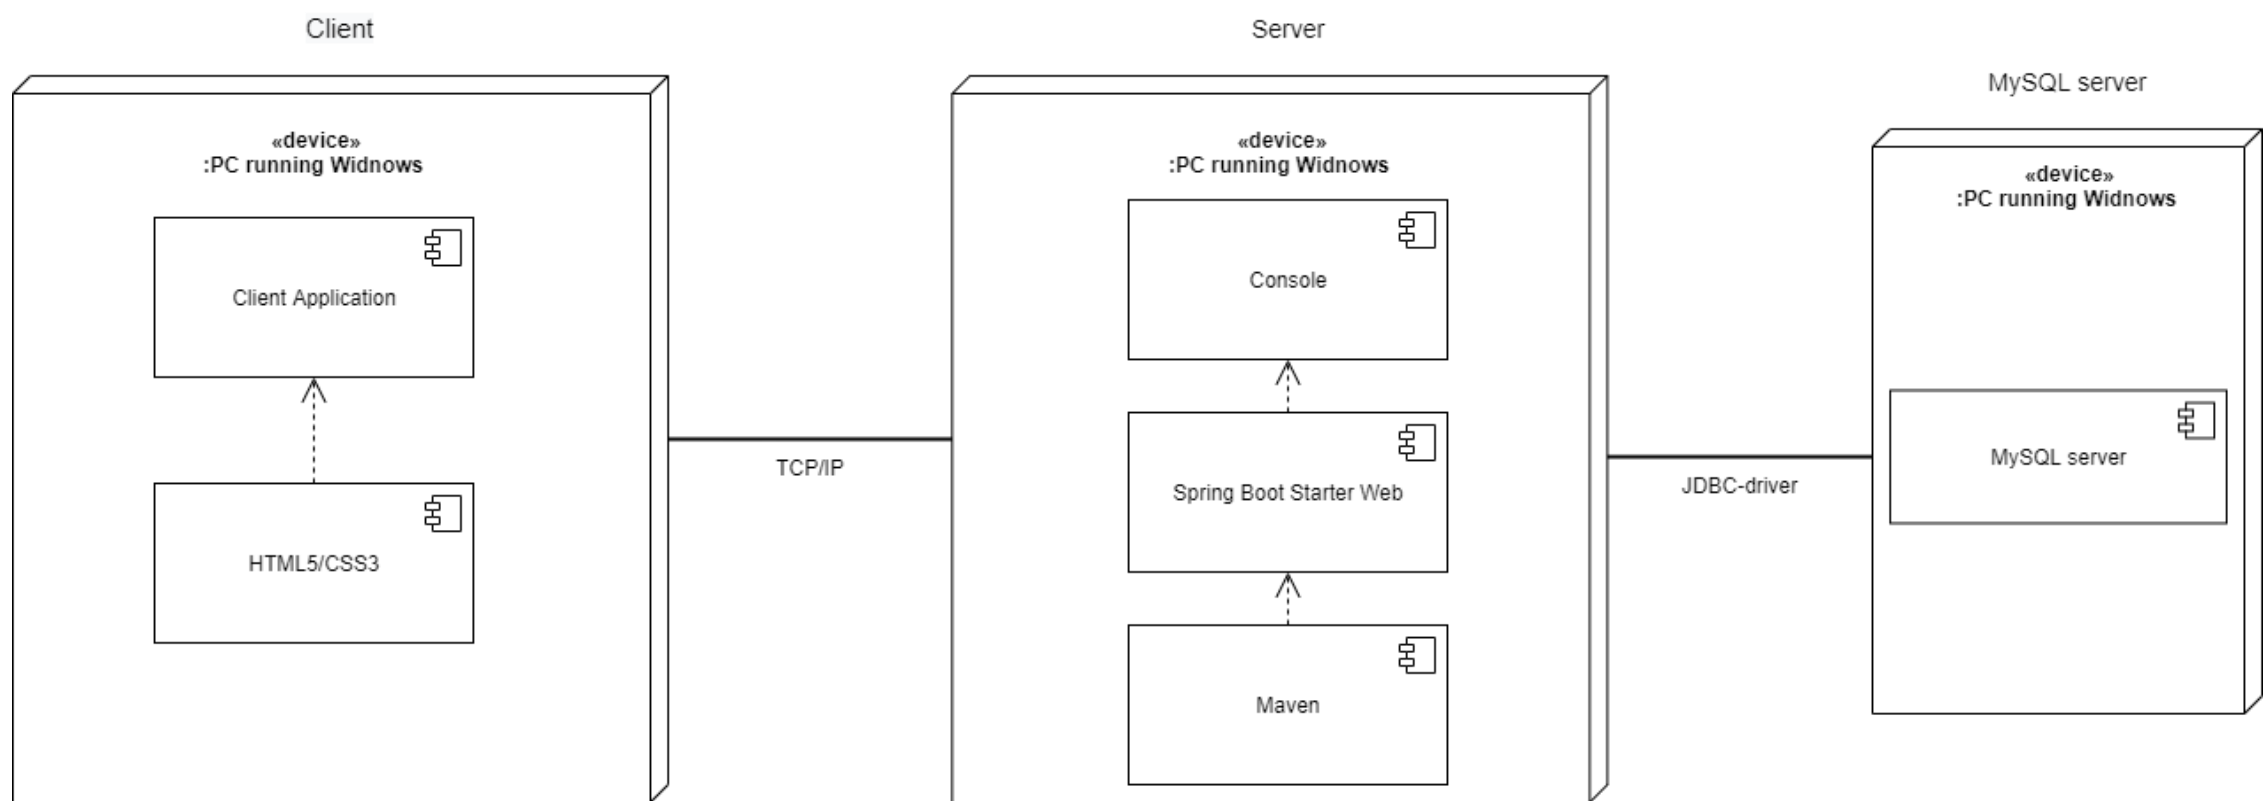 Client
Server
MySQL server
«device»
:PC running Widnows
Client Application
HTML5/CSS3
TCP/IP
«device»
:PC running Widnows
Console
Spring Boot Starter Web
Maven
JDBC-driver
«device»
:PC running Widnows
MySQL server